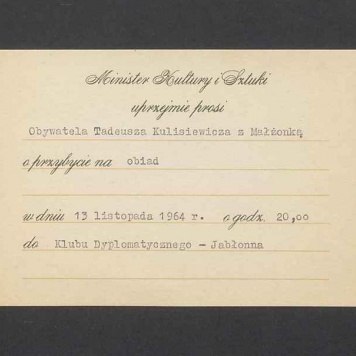 Minister Kultury i Sztuki
uprzejmie prosi
Obywatela Tadeusza Kulisiewicza z Małżonką
o przybycie na obiad
w dniu 13 listopada 1964 r. o godz. 20,00
do Klubu Dyplomatycznego - Jabłonna